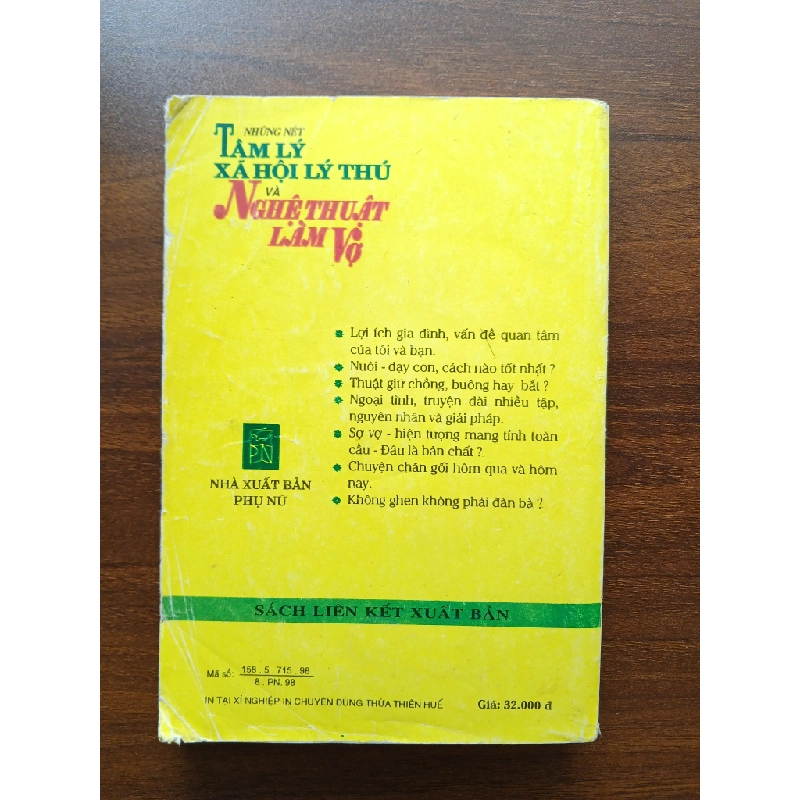 NHỮNG NÉT
TÂM LÝ
XÃ HỘI LÝ THÚ
VÀ
NGHỆ THUẬT
LÀM VỢ
Lợi ích gia đình, vấn đề quan tâm
của tôi và bạn.
Nuôi - dạy con, cách nào tốt nhất ?
Thuật giữ chồng, buông hay bắt ?
Ngoại tình, truyện dài nhiều tập,
nguyên nhân và giải pháp.
Sợ vợ - hiện tượng mang tính toàn
cầu - Đâu là bản chất ?
Chuyện chăn gối hôm qua và hôm
nay.
Không ghen không phải đàn bà ?
PN
NHÀ XUẤT BẢN
PHỤ NỮ
SÁCH LIÊN KẾT XUẤT BẢN
Mã số: 158 . 5 715 . 98
8 . PN. 98
IN TẠI XÍ NGHIỆP IN CHUYÊN DÙNG THỪA THIÊN HUẾ
Giá: 32.000 đ